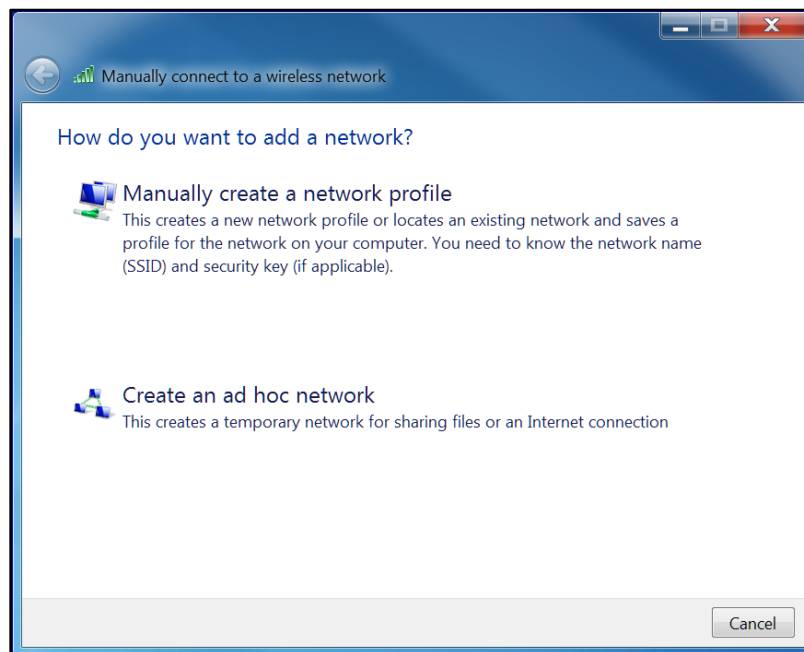 Manually connect to a wireless network
How do you want to add a network?
Manually create a network profile
This creates a new network profile or locates an existing network and saves a
profile for the network on your computer. You need to know the network name
(SSID) and security key (if applicable).
Create an ad hoc network
This creates a temporary network for sharing files or an Internet connection
Cancel